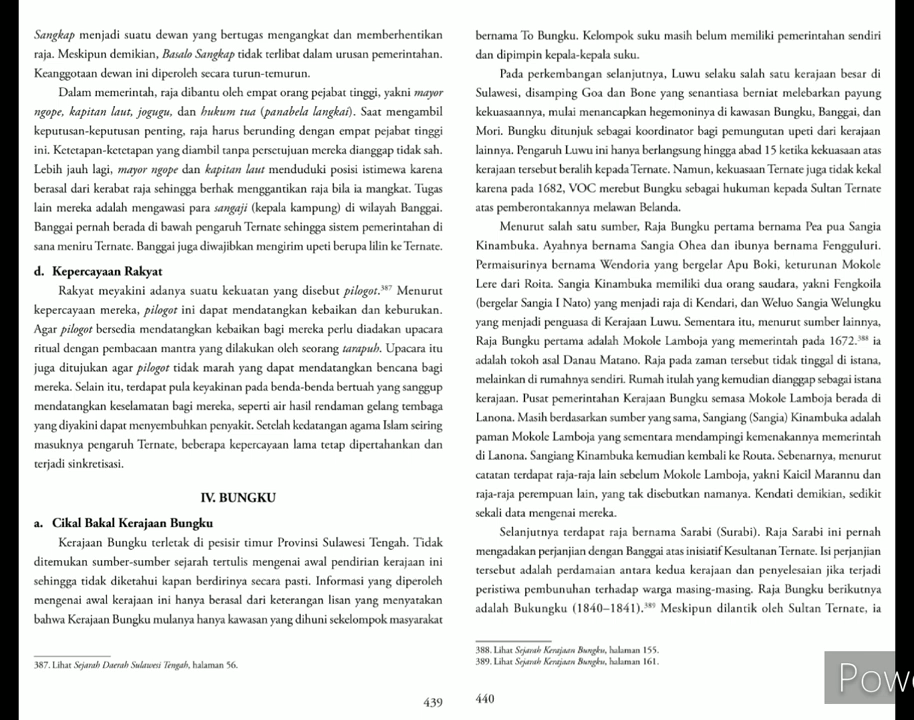 Sangkap menjadi suatu dewan yang bertugas mengangkat dan memberhentikan
raja. Meskipun demikian, Basalo Sangkap tidak terlibat dalam urusan pemerintahan.
Keanggotaan dewan ini diperoleh secara turun-temurun.
Dalam memerintah, raja dibantu oleh empat orang pejabat tinggi, yakni mayor
ngope, kapitan laut, jogugu, dan hukum tua (panabela langkai). Saat mengambil
keputusan-keputusan penting, raja harus berunding dengan empat pejabat tinggi
ini. Ketetapan-ketetapan yang diambil tanpa persetujuan mereka dianggap tidak sah.
Lebih jauh lagi, mayor ngope dan kapitan laut menduduki posisi istimewa karena
berasal dari kerabat raja sehingga berhak menggantikan raja bila ia mangkat. Tugas
lain mereka adalah mengawasi para sangaji (kepala kampung) di wilayah Banggai.
Banggai pernah berada di bawah pengaruh Ternate sehingga sistem pemerintahan di
sana meniru Ternate. Banggai juga diwajibkan mengirim upeti berupa lilin ke Ternate.
d. Kepercayaan Rakyat
Rakyat meyakini adanya suatu kekuatan yang disebut pilogot.387 Menurut
kepercayaan mereka, pilogot ini dapat mendatangkan kebaikan dan keburukan.
Agar pilogot bersedia mendatangkan kebaikan bagi mereka perlu diadakan upacara
ritual dengan pembacaan mantra yang dilakukan oleh seorang tarapuh. Upacara itu
juga ditujukan agar pilogot tidak marah yang dapat mendatangkan bencana bagi
mereka. Selain itu, terdapat pula keyakinan pada benda-benda bertuah yang sanggup
mendatangkan keselamatan bagi mereka, seperti air hasil rendaman gelang tembaga
yang diyakini dapat menyembuhkan penyakit. Setelah kedatangan agama Islam seiring
masuknya pengaruh Ternate, beberapa kepercayaan lama tetap dipertahankan dan
terjadi sinkretisasi.
IV. BUNGKU
a. Cikal Bakal Kerajaan Bungku
Kerajaan Bungku terletak di pesisir timur Provinsi Sulawesi Tengah. Tidak
ditemukan sumber-sumber sejarah tertulis mengenai awal pendirian kerajaan ini
sehingga tidak diketahui kapan berdirinya secara pasti. Informasi yang diperoleh
mengenai awal kerajaan ini hanya berasal dari keterangan lisan yang menyatakan
bahwa Kerajaan Bungku mulanya hanya kawasan yang dihuni sekelompok masyarakat
387. Lihat Sejarah Daerah Sulawesi Tengah, halaman 56.
439
bernama To Bungku. Kelompok suku masih belum memiliki pemerintahan sendiri
dan dipimpin kepala-kepala suku.
Pada perkembangan selanjutnya, Luwu selaku salah satu kerajaan besar di
Sulawesi, disamping Goa dan Bone yang senantiasa berniat melebarkan payung
kekuasaannya, mulai menancapkan hegemoninya di kawasan Bungku, Banggai, dan
Mori. Bungku ditunjuk sebagai koordinator bagi pemungutan upeti dari kerajaan
lainnya. Pengaruh Luwu ini hanya berlangsung hingga abad 15 ketika kekuasaan atas
kerajaan tersebut beralih kepada Ternate. Namun, kekuasaan Ternate juga tidak kekal
karena pada 1682, VOC merebut Bungku sebagai hukuman kepada Sultan Ternate
atas pemberontakannya melawan Belanda.
Menurut salah satu sumber, Raja Bungku pertama bernama Pea pua Sangia
Kinambuka. Ayahnya bernama Sangia Ohea dan ibunya bernama Fengguluri.
Permaisurinya bernama Wendoria yang bergelar Apu Boki, keturunan Mokole
Lere dari Roita. Sangia Kinambuka memiliki dua orang saudara, yakni Fengkoila
(bergelar Sangia I Nato) yang menjadi raja di Kendari, dan Weluo Sangia Welungku
yang menjadi penguasa di Kerajaan Luwu. Sementara itu, menurut sumber lainnya,
Raja Bungku pertama adalah Mokole Lamboja yang memerintah pada 1672.388 ia
adalah tokoh asal Danau Matano. Raja pada zaman tersebut tidak tinggal di istana,
melainkan di rumahnya sendiri. Rumah itulah yang kemudian dianggap sebagai istana
kerajaan. Pusat pemerintahan Kerajaan Bungku semasa Mokole Lamboja berada di
Lanona. Masih berdasarkan sumber yang sama, Sangiang (Sangia) Kinambuka adalah
paman Mokole Lamboja yang sementara mendampingi kemenakannya memerintah
di Lanona. Sangiang Kinambuka kemudian kembali ke Routa. Sebenarnya, menurut
catatan terdapat raja-raja lain sebelum Mokole Lamboja, yakni Kaicil Marannu dan
raja-raja perempuan lain, yang tak disebutkan namanya. Kendati demikian, sedikit
sekali data mengenai mereka.
Selanjutnya terdapat raja bernama Sarabi (Surabi). Raja Sarabi ini pernah
mengadakan perjanjian dengan Banggai atas inisiatif Kesultanan Ternate. Isi perjanjian
tersebut adalah perdamaian antara kedua kerajaan dan penyelesaian jika terjadi
peristiwa pembunuhan terhadap warga masing-masing. Raja Bungku berikutnya
adalah Bukungku (1840–1841).389 Meskipun dilantik oleh Sultan Ternate, ia
388. Lihat Sejarah Kerajaan Bungku, halaman 155.
389. Lihat Sejarah Kerajaan Bungku, halaman 161.
440
Powe